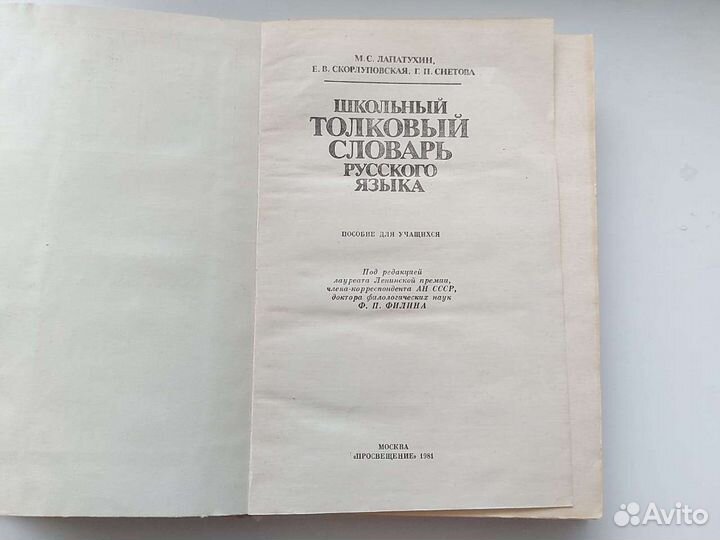 М. С. ЛАПАТУХИН,
Е. В. СКОРЛУПОВСКАЯ, Г. П. СНЕТОВА
ШКОЛЬНЫЙ
ТОЛКОВЫЙ
СЛОВАРЬ
РУССКОГО
ЯЗЫКА
ПОСОБИЕ ДЛЯ УЧАЩИХСЯ
Под редакцией
лауреата Ленинской премии,
члена-корреспондента АН СССР,
доктора филологических наук
Ф. П. ФИЛИНА
МОСКВА
«ПРОСВЕЩЕНИЕ» 1981
Avito